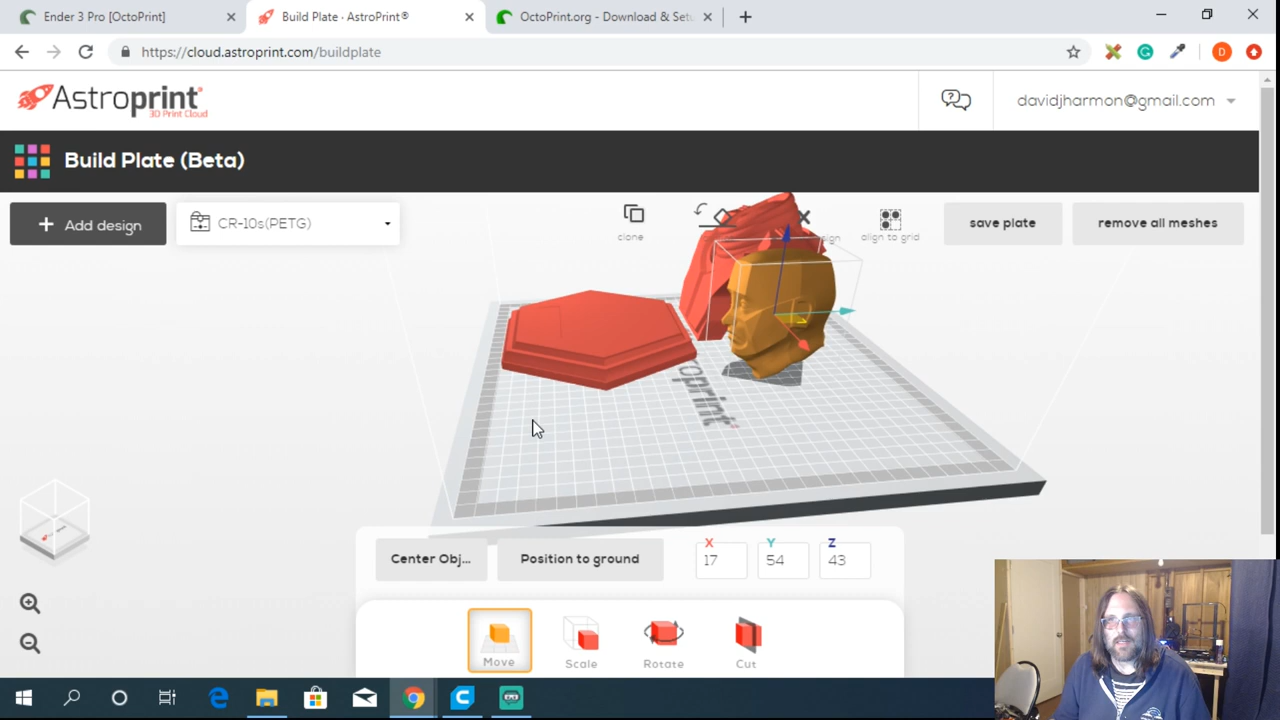 Ender 3 Pro [OctoPrint]
Build Plate · AstroPrint®
OctoPrint.org - Download & Setu
https://cloud.astroprint.com/buildplate
D
Astroprint®
3D Print Cloud
davidjharmon@gmail.com
Build Plate (Beta)
+ Add design
CR-10s(PETG)
clone
align to grid
save plate
remove all meshes
Center Obj...
Position to ground
X
Y
Z
17
54
43
Move
Scale
Rotate
Cut